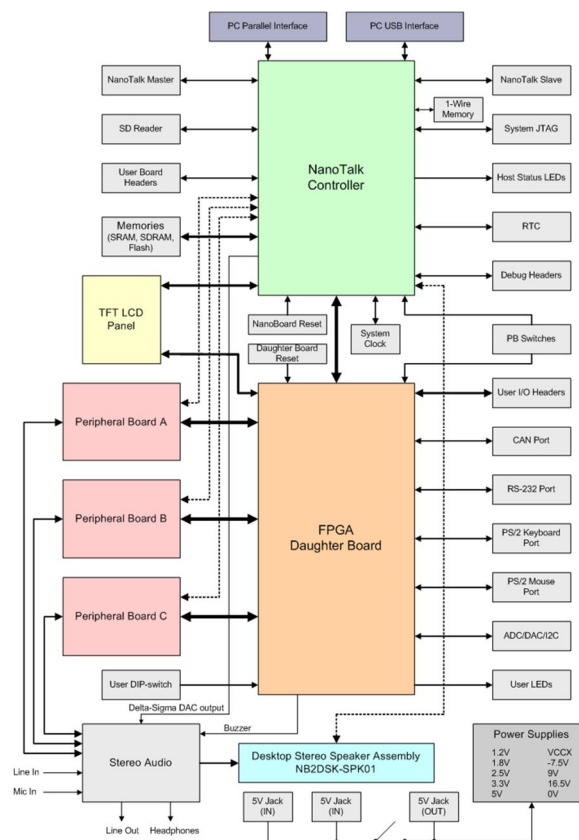 PC Parallel Interface
PC USB Interface
NanoTalk Master
NanoTalk Slave
1-Wire
Memory
SD Reader
System JTAG
NanoTalk
Controller
User Board
Headers
Host Status LEDs
Memories
(SRAM, SDRAM,
Flash)
RTC
Debug Headers
TFT LCD
Panel
NanoBoard Reset
System
Clock
PB Switches
Daughter Board
Reset
Peripheral Board A
User I/O Headers
CAN Port
Peripheral Board B
RS-232 Port
FPGA
Daughter Board
PS/2 Keyboard
Port
PS/2 Mouse
Port
Peripheral Board C
ADC/DAC/I2C
User DIP-switch
User LEDs
Delta-Sigma DAC output
Buzzer
Stereo Audio
Desktop Stereo Speaker Assembly
NB2DSK-SPK01
Power Supplies
1.2V VCCX
1.8V -7.5V
2.5V 9V
3.3V 16.5V
5V 0V
Line In
Mic In
5V Jack
(IN)
5V Jack
(IN)
5V Jack
(OUT)
Line Out
Headphones